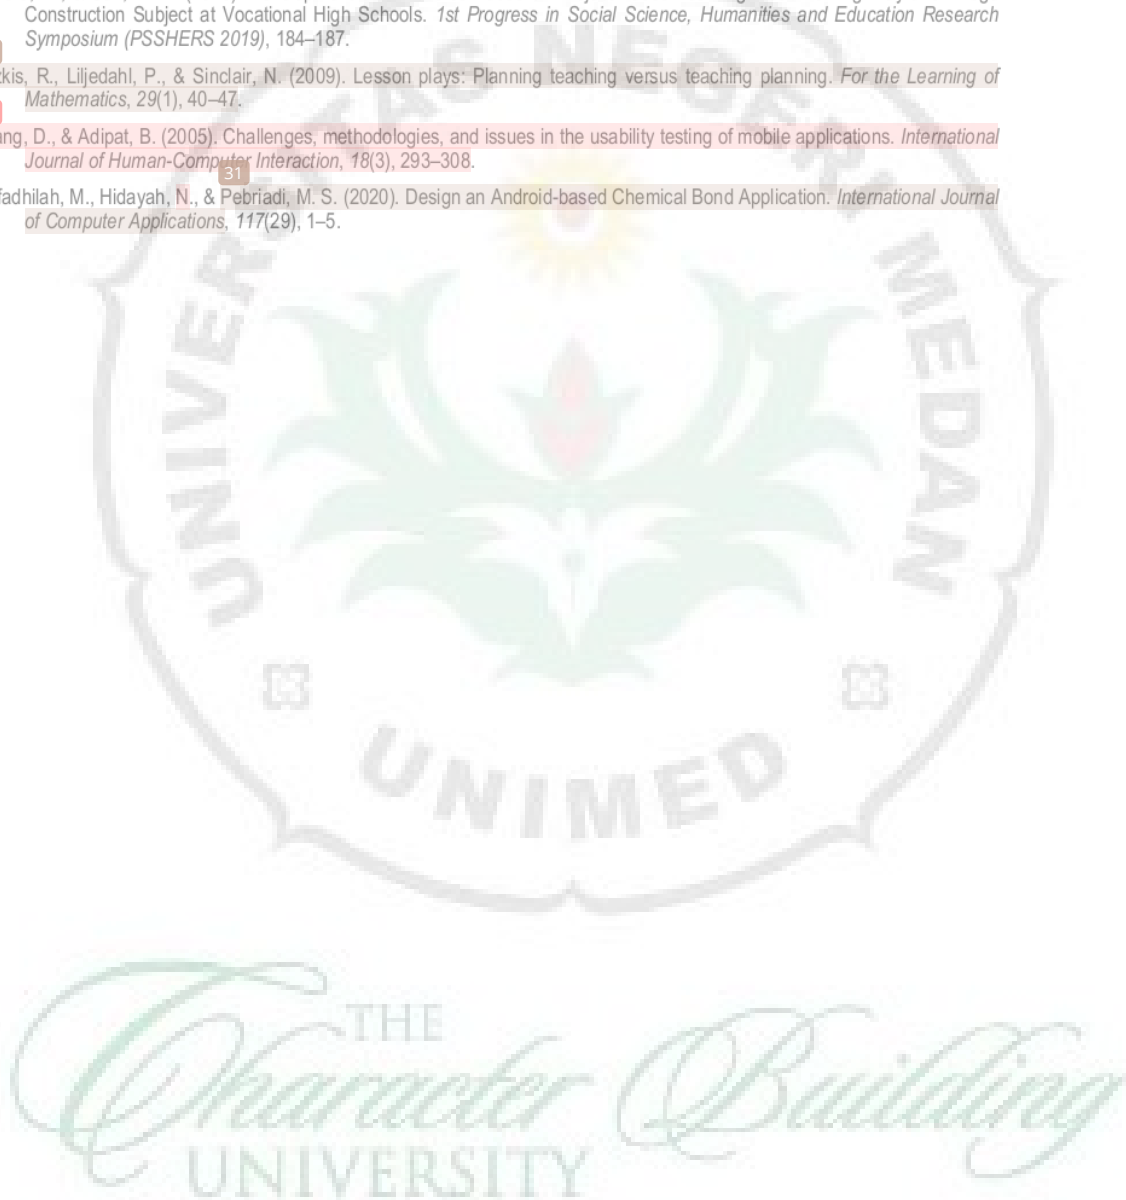 Construction Subject at Vocational High Schools. 1st Progress in Social Science, Humanities and Education Research
Symposium (PSSHERS 2019), 184–187.
kis, R., Liljedahl, P., & Sinclair, N. (2009). Lesson plays: Planning teaching versus teaching planning. For the Learning of
Mathematics, 29(1), 40–47.
ang, D., & Adipat, B. (2005). Challenges, methodologies, and issues in the usability testing of mobile applications. International
Journal of Human-Computer Interaction, 18(3), 293–308.
31
fadhilah, M., Hidayah, N., & Pebriadi, M. S. (2020). Design an Android-based Chemical Bond Application. International Journal
of Computer Applications, 117(29), 1–5.
UNIVERSITAS NEGERI MEDAN
UNIMED
THE
Character Building
UNIVERSITY